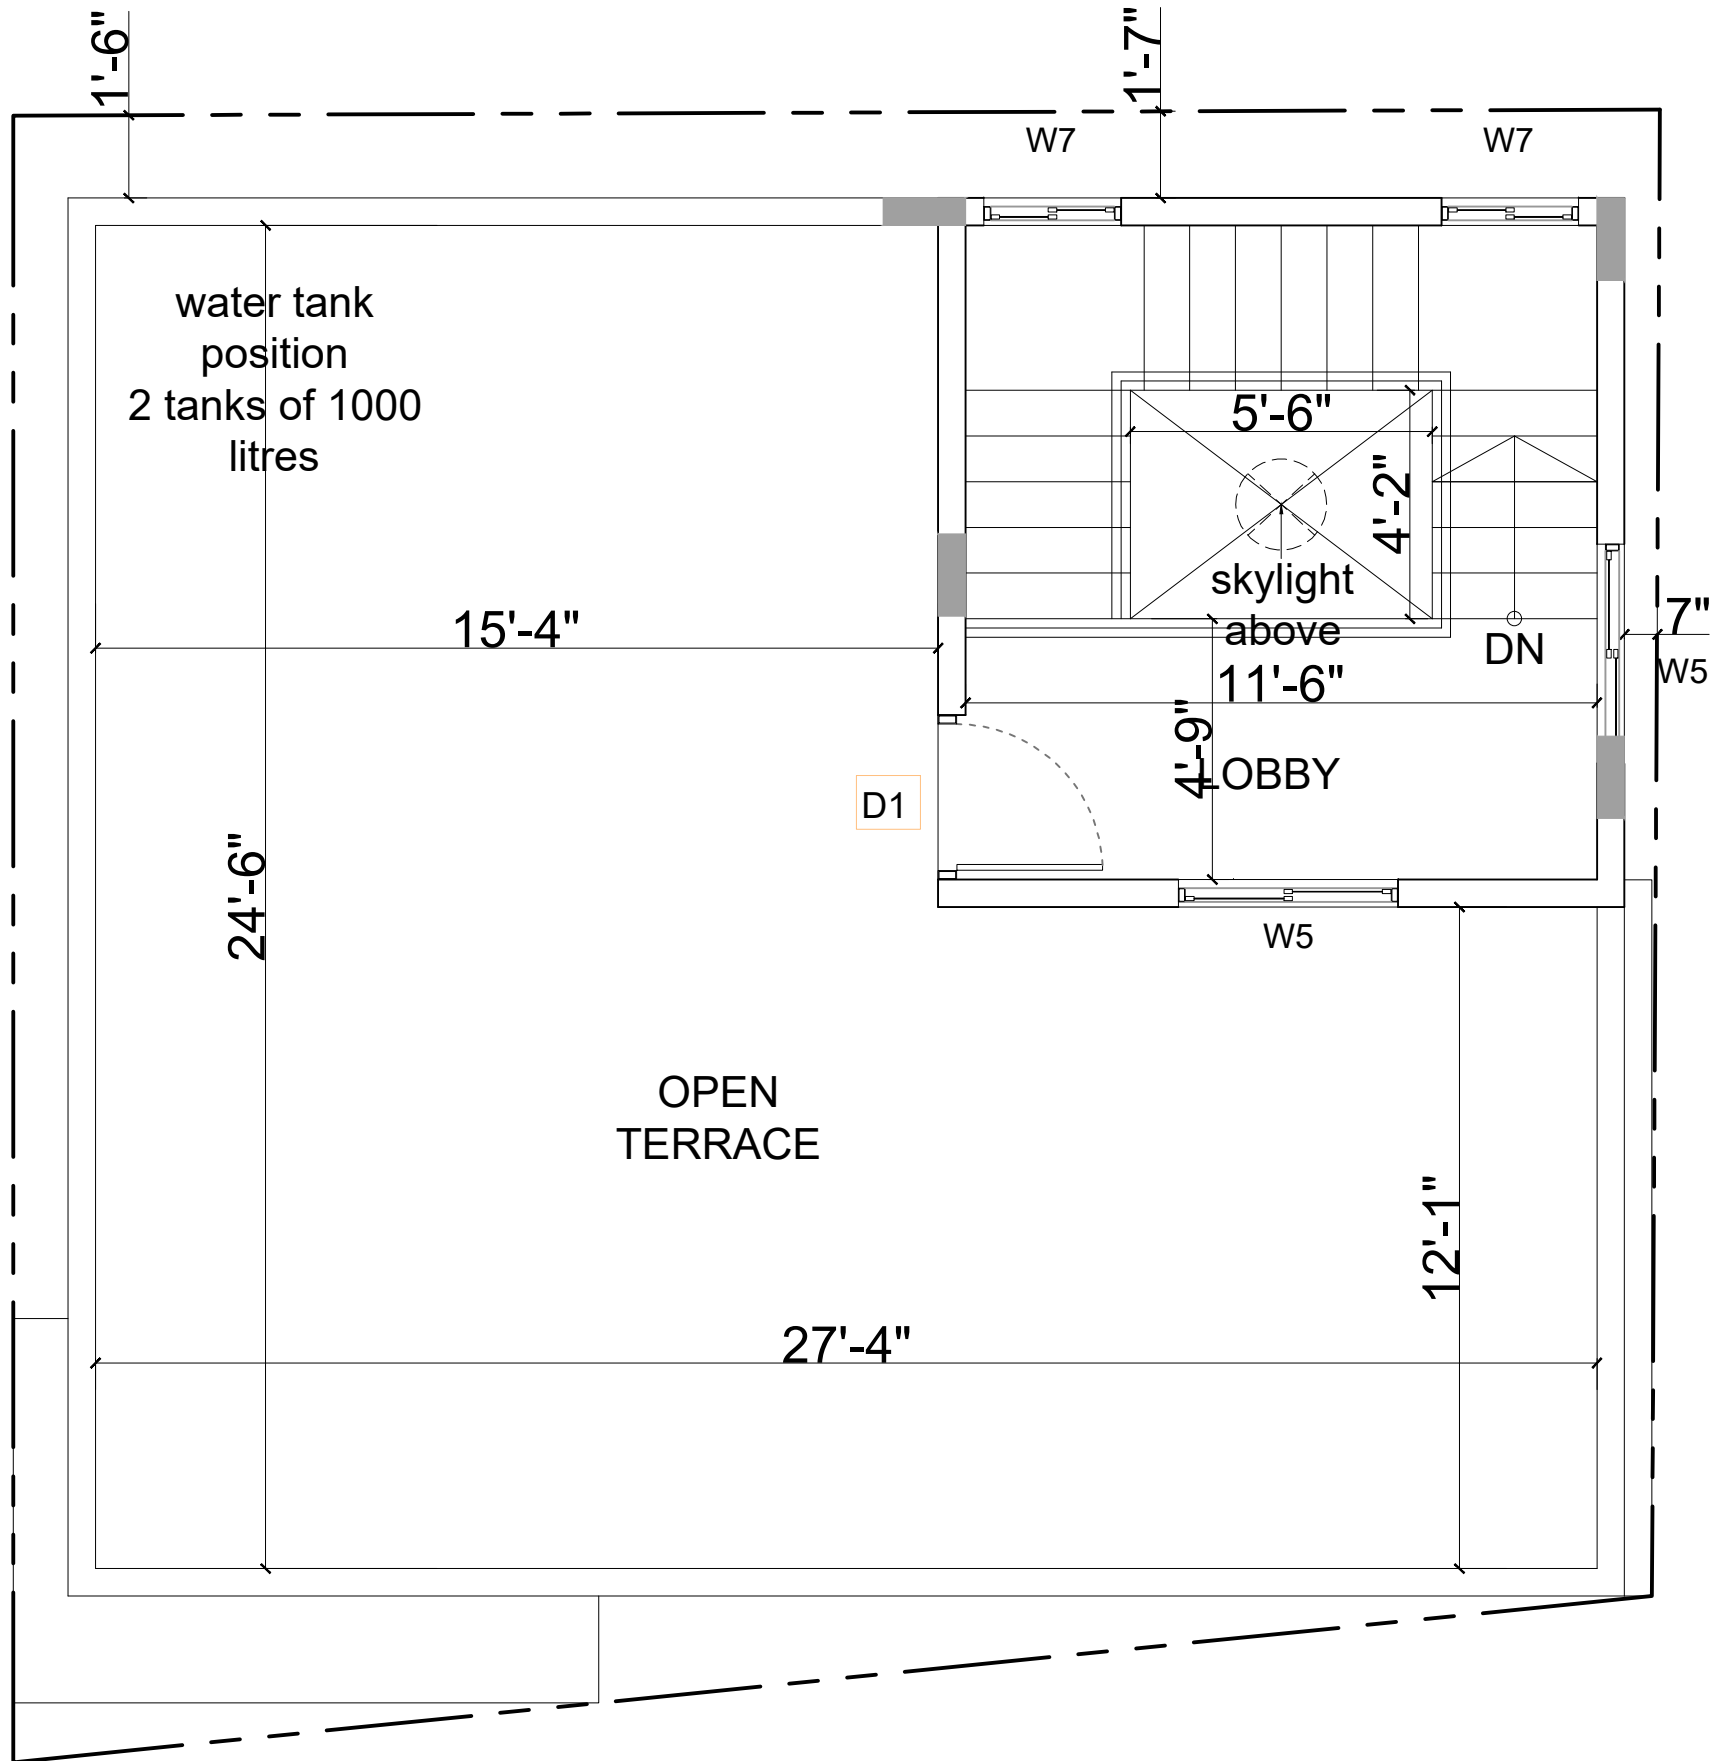 1'-6"
1'-7"
W7
W7
water tank
position
2 tanks of 1000
litres
5'-6"
4'-2"
skylight
above
15'-4"
7"
DN
W5
11'-6"
4'-9"
LOBBY
D1
24'-6"
W5
OPEN
TERRACE
12'-1"
27'-4"